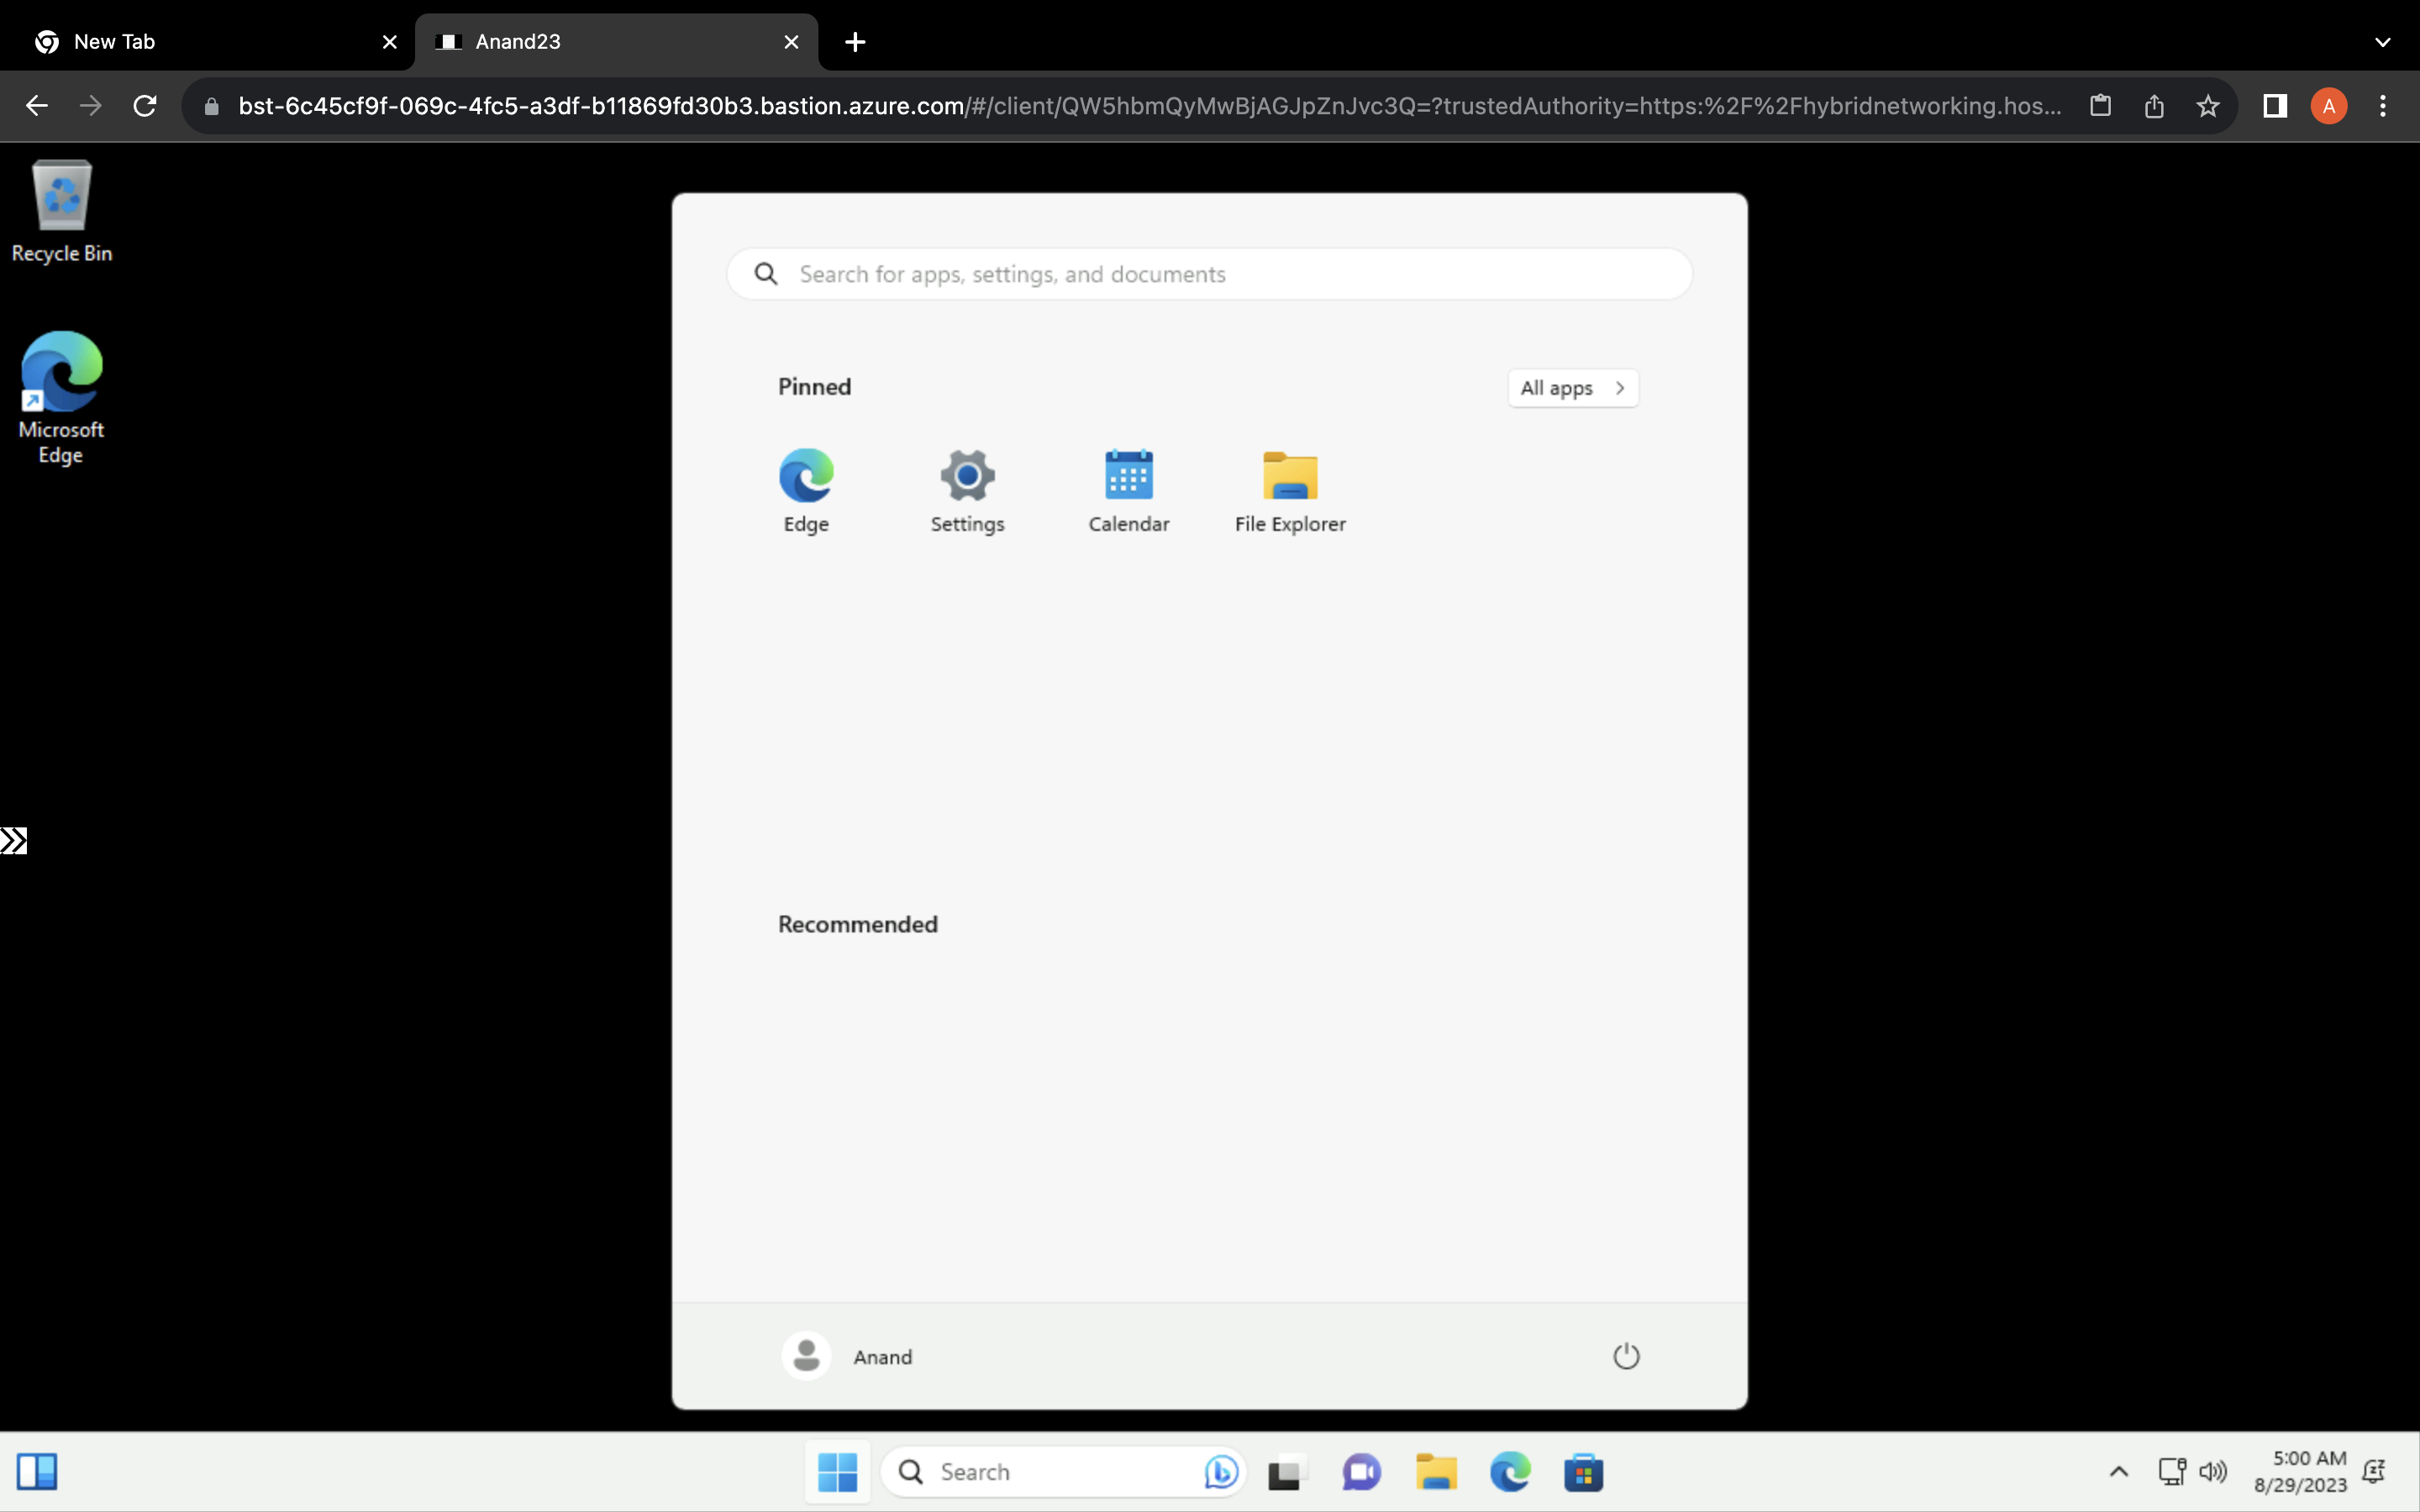 New Tab
Anand23
bst-6c45cf9f-069c-4fc5-a3df-b11869fd30b3.bastion.azure.com/#/client/QW5hbmQyMwBjAGJpZnJvc3Q=?trustedAuthority=https:%2F%2Fhybridnetworking.hos...
A
Recycle Bin
Microsoft
Edge
Search for apps, settings, and documents
Pinned
All apps
Edge
Settings
Calendar
File Explorer
Recommended
Anand
Search
5:00 AM
8/29/2023